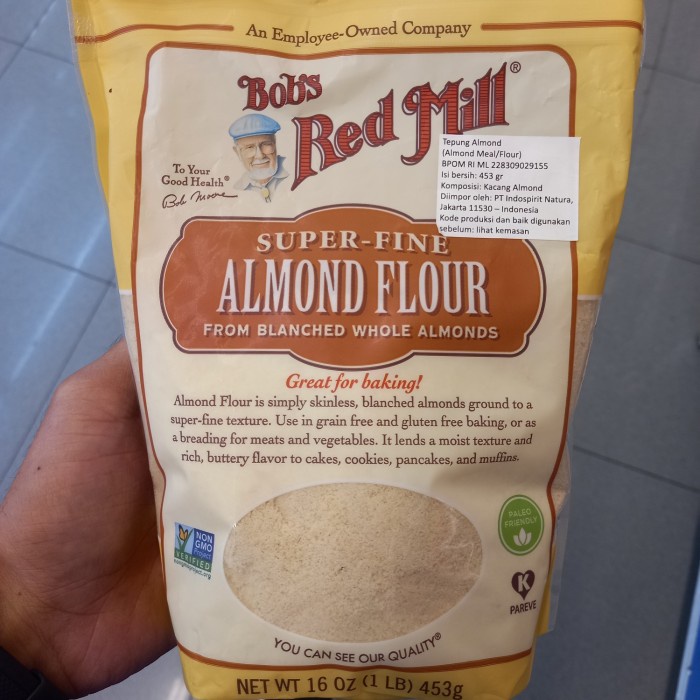 An Employee-Owned Company
Bob's
Red Mill®
To Your
Good Health®
Bob Moore
Tepung Almond
(Almond Meal/Flour)
BPOM RI ML 228309029155
Isi bersih: 453 gr
Komposisi: Kacang Almond
Diimpor oleh: PT Indospirit Natura,
Jakarta 11530 – Indonesia
Kode produksi dan baik digunakan
sebelum: lihat kemasan
SUPER-FINE
ALMOND FLOUR
FROM BLANCHED WHOLE ALMONDS
Great for baking!
Almond Flour is simply skinless, blanched almonds ground to a
super-fine texture. Use in grain free and gluten free baking, or as
a breading for meats and vegetables. It lends a moist texture and
rich, buttery flavor to cakes, cookies, pancakes, and muffins.
PALEO
FRIENDLY
NON
GMO
Project
VERIFIED
nongmoproject.org
K
PAREVE
YOU CAN SEE OUR QUALITY®
NET WT 16 OZ (1 LB) 453g